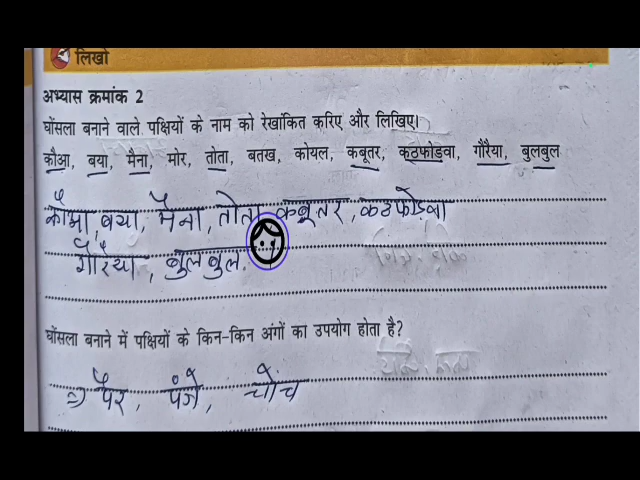 लिखो
अभ्यास क्रमांक 2
घोंसला बनाने वाले पक्षियों के नाम को रेखांकित करिए और लिखिए।
कौआ, बया, मैना, मोर, तोता, बतख, कोयल, कबूतर, कठफोड़वा, गौरैया, बुलबुल
कौआ, बया, मैना, तोता, कबूतर, कठफोडवा
गौरैया, बुलबुल.
घोंसला बनाने में पक्षियों के किन-किन अंगों का उपयोग होता है?
=) पैर, पंजे, चोंच